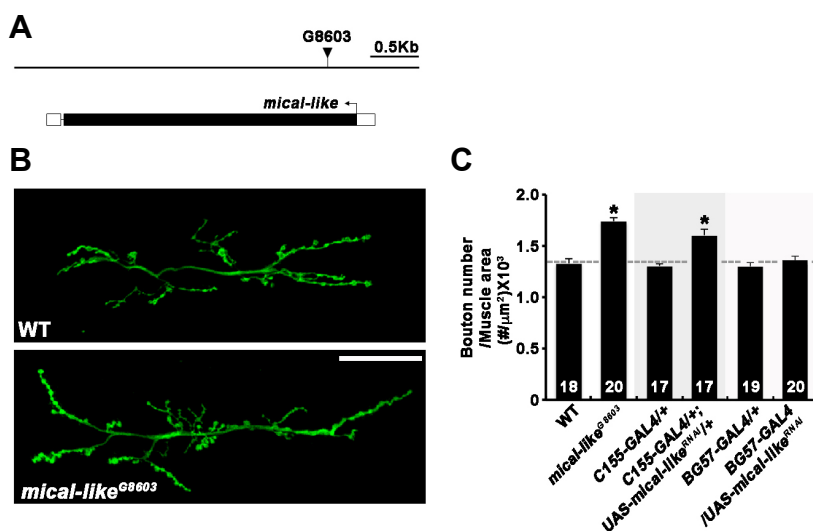 A
G8603
0.5Kb
mical-like
B
WT
mical-like^G8603
C
Bouton number
/Muscle area
(#/μm²)X10³
2.0
1.5
1.0
0.5
0
*
*
18
20
17
17
19
20
WT
mical-like^G8603
C155-GAL4/+
C155-GAL4/+;
UAS-mical-like^RNAi/+
BG57-GAL4/+
BG57-GAL4
/UAS-mical-like^RNAi